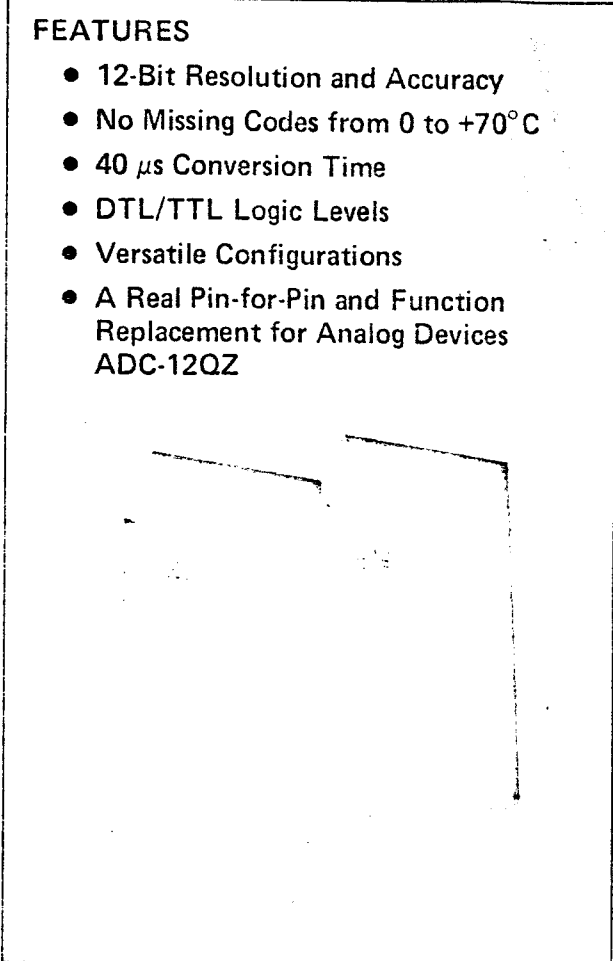 FEATURES
● 12-Bit Resolution and Accuracy
● No Missing Codes from 0 to +70°C
● 40 μs Conversion Time
● DTL/TTL Logic Levels
● Versatile Configurations
● A Real Pin-for-Pin and Function
Replacement for Analog Devices
ADC-12QZ